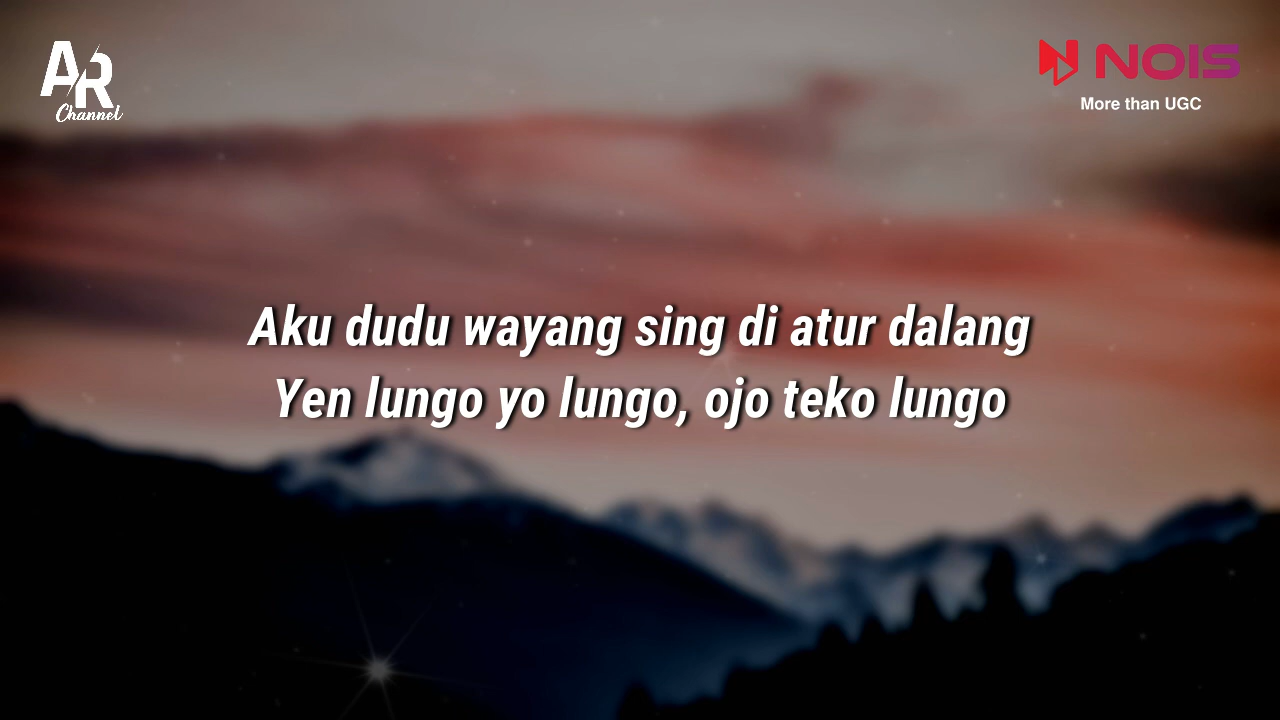 AR
Channel
NOIS
More than UGC
Aku dudu wayang sing di atur dalang
Yen lungo yo lungo, ojo teko lungo